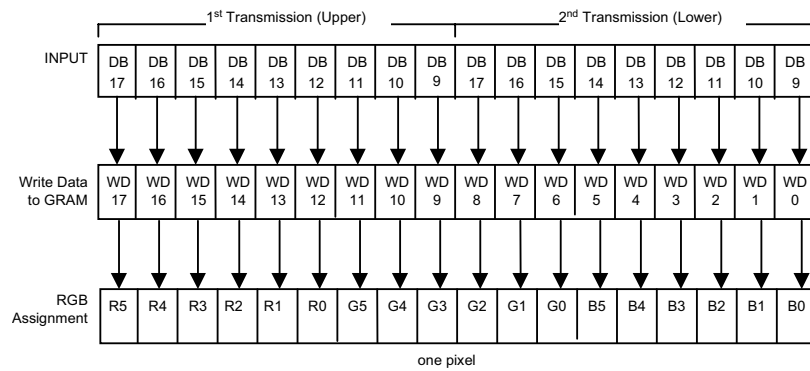 1st Transmission (Upper) 2nd Transmission (Lower)
INPUT DB 17 DB 16 DB 15 DB 14 DB 13 DB 12 DB 11 DB 10 DB 9 DB 17 DB 16 DB 15 DB 14 DB 13 DB 12 DB 11 DB 10 DB 9
Write Data to GRAM WD 17 WD 16 WD 15 WD 14 WD 13 WD 12 WD 11 WD 10 WD 9 WD 8 WD 7 WD 6 WD 5 WD 4 WD 3 WD 2 WD 1 WD 0
RGB Assignment R5 R4 R3 R2 R1 R0 G5 G4 G3 G2 G1 G0 B5 B4 B3 B2 B1 B0
one pixel